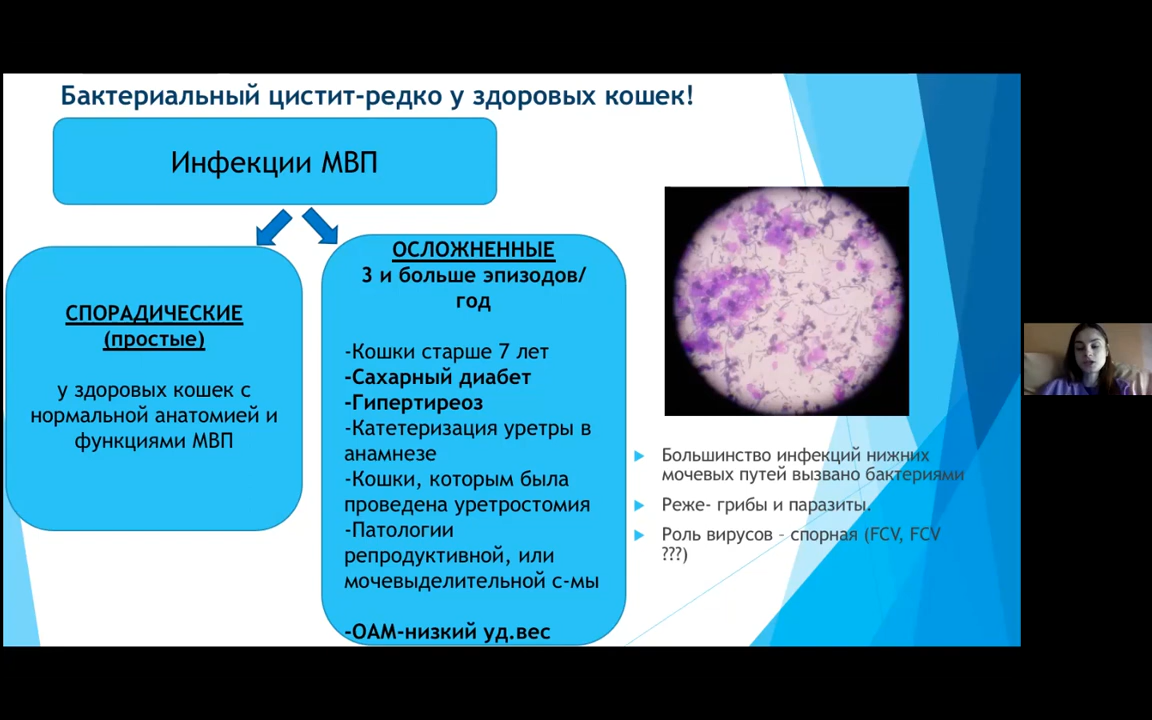 Бактериальный цистит-редко у здоровых кошек!
Инфекции МВП
СПОРАДИЧЕСКИЕ
(простые)
у здоровых кошек с
нормальной анатомией и
функциями МВП
ОСЛОЖНЕННЫЕ
3 и больше эпизодов/
год
-Кошки старше 7 лет
-Сахарный диабет
-Гипертиреоз
-Катетеризация уретры в
анамнезе
-Кошки, которым была
проведена уретростомия
-Патологии
репродуктивной, или
мочевыделительной с-мы
-ОАМ-низкий уд.вес
Большинство инфекций нижних
мочевых путей вызвано бактериями
Реже- грибы и паразиты.
Роль вирусов – спорная (FCV, FCV
???)